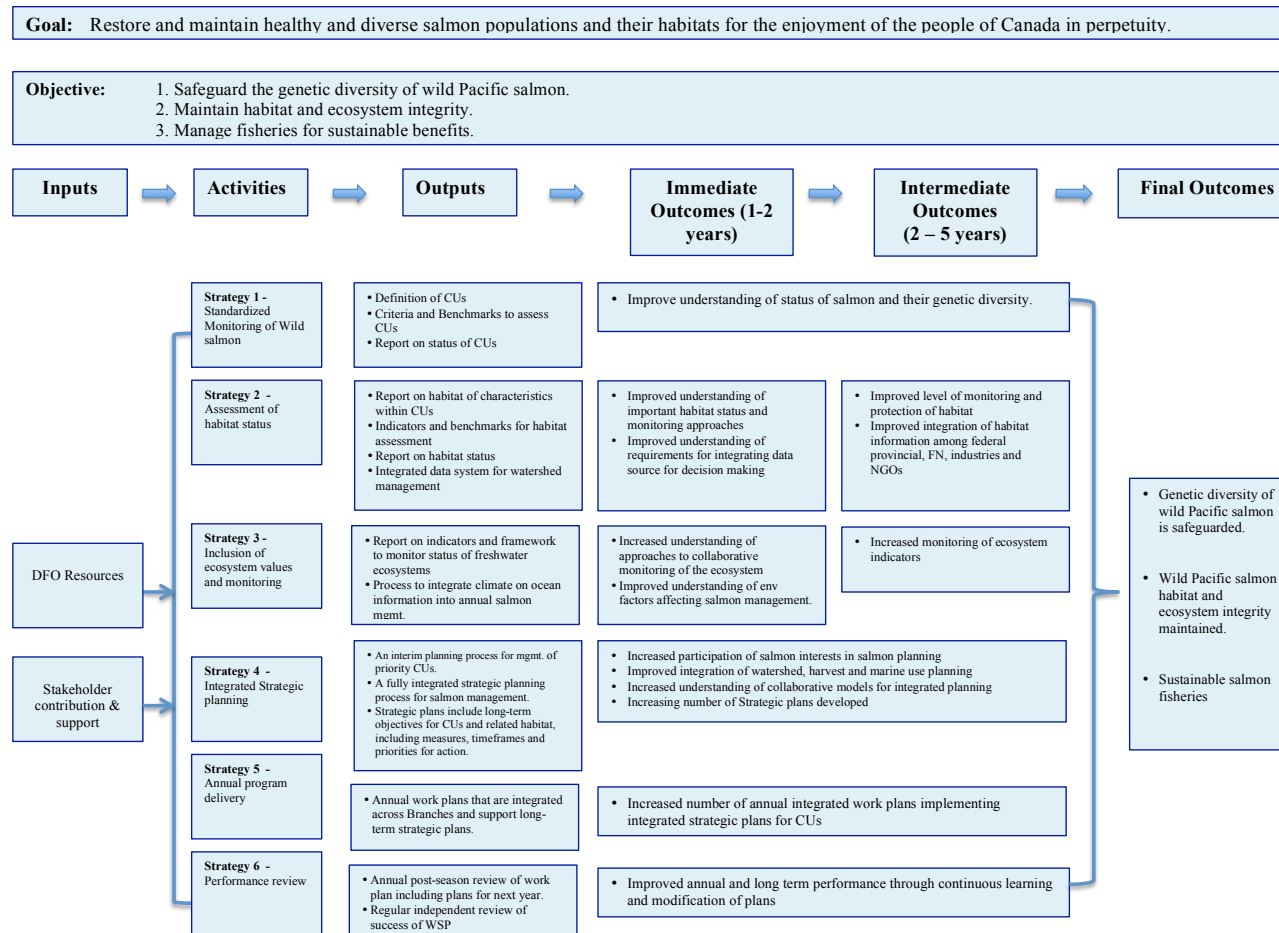 Goal: Restore and maintain healthy and diverse salmon populations and their habitats for the enjoyment of the people of Canada in perpetuity.
Objective: 1. Safeguard the genetic diversity of wild Pacific salmon.
2. Maintain habitat and ecosystem integrity.
3. Manage fisheries for sustainable benefits.
Inputs
Activities
Outputs
Immediate
Outcomes (1-2
years)
Intermediate
Outcomes
(2 – 5 years)
Final Outcomes
DFO Resources
Stakeholder
contribution &
support
Strategy 1 -
Standardized
Monitoring of Wild
salmon
• Definition of CUs
• Criteria and Benchmarks to assess
CUs
• Report on status of CUs
• Improve understanding of status of salmon and their genetic diversity.
Strategy 2 -
Assessment of
habitat status
• Report on habitat of characteristics
within CUs
• Indicators and benchmarks for habitat
assessment
• Report on habitat status
• Integrated data system for watershed
management
• Improved understanding of
important habitat status and
monitoring approaches
• Improved understanding of
requirements for integrating data
source for decision making
• Improved level of monitoring and
protection of habitat
• Improved integration of habitat
information among federal
provincial, FN, industries and
NGOs
Strategy 3 -
Inclusion of
ecosystem values
and monitoring
• Report on indicators and framework
to monitor status of freshwater
ecosystems
• Process to integrate climate on ocean
information into annual salmon
mgmt.
• Increased understanding of
approaches to collaborative
monitoring of the ecosystem
• Improved understanding of env
factors affecting salmon management.
• Increased monitoring of ecosystem
indicators
Strategy 4 -
Integrated Strategic
planning
• An interim planning process for mgmt. of
priority CUs.
• A fully integrated strategic planning
process for salmon management.
• Strategic plans include long-term
objectives for CUs and related habitat,
including measures, timeframes and
priorities for action.
• Increased participation of salmon interests in salmon planning
• Improved integration of watershed, harvest and marine use planning
• Increased understanding of collaborative models for integrated planning
• Increasing number of Strategic plans developed
Strategy 5 -
Annual program
delivery
• Annual work plans that are integrated
across Branches and support long-
term strategic plans.
• Increased number of annual integrated work plans implementing
integrated strategic plans for CUs
Strategy 6 -
Performance review
• Annual post-season review of work
plan including plans for next year.
• Regular independent review of
success of WSP
• Improved annual and long term performance through continuous learning
and modification of plans
• Genetic diversity of
wild Pacific salmon
is safeguarded.
• Wild Pacific salmon
habitat and
ecosystem integrity
maintained.
• Sustainable salmon
fisheries